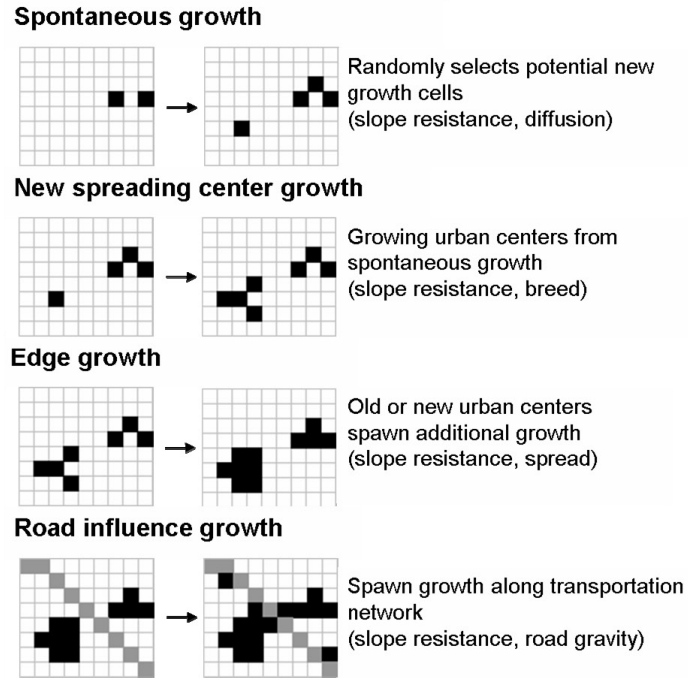 Spontaneous growth
Randomly selects potential new
growth cells
(slope resistance, diffusion)
New spreading center growth
Growing urban centers from
spontaneous growth
(slope resistance, breed)
Edge growth
Old or new urban centers
spawn additional growth
(slope resistance, spread)
Road influence growth
Spawn growth along transportation
network
(slope resistance, road gravity)